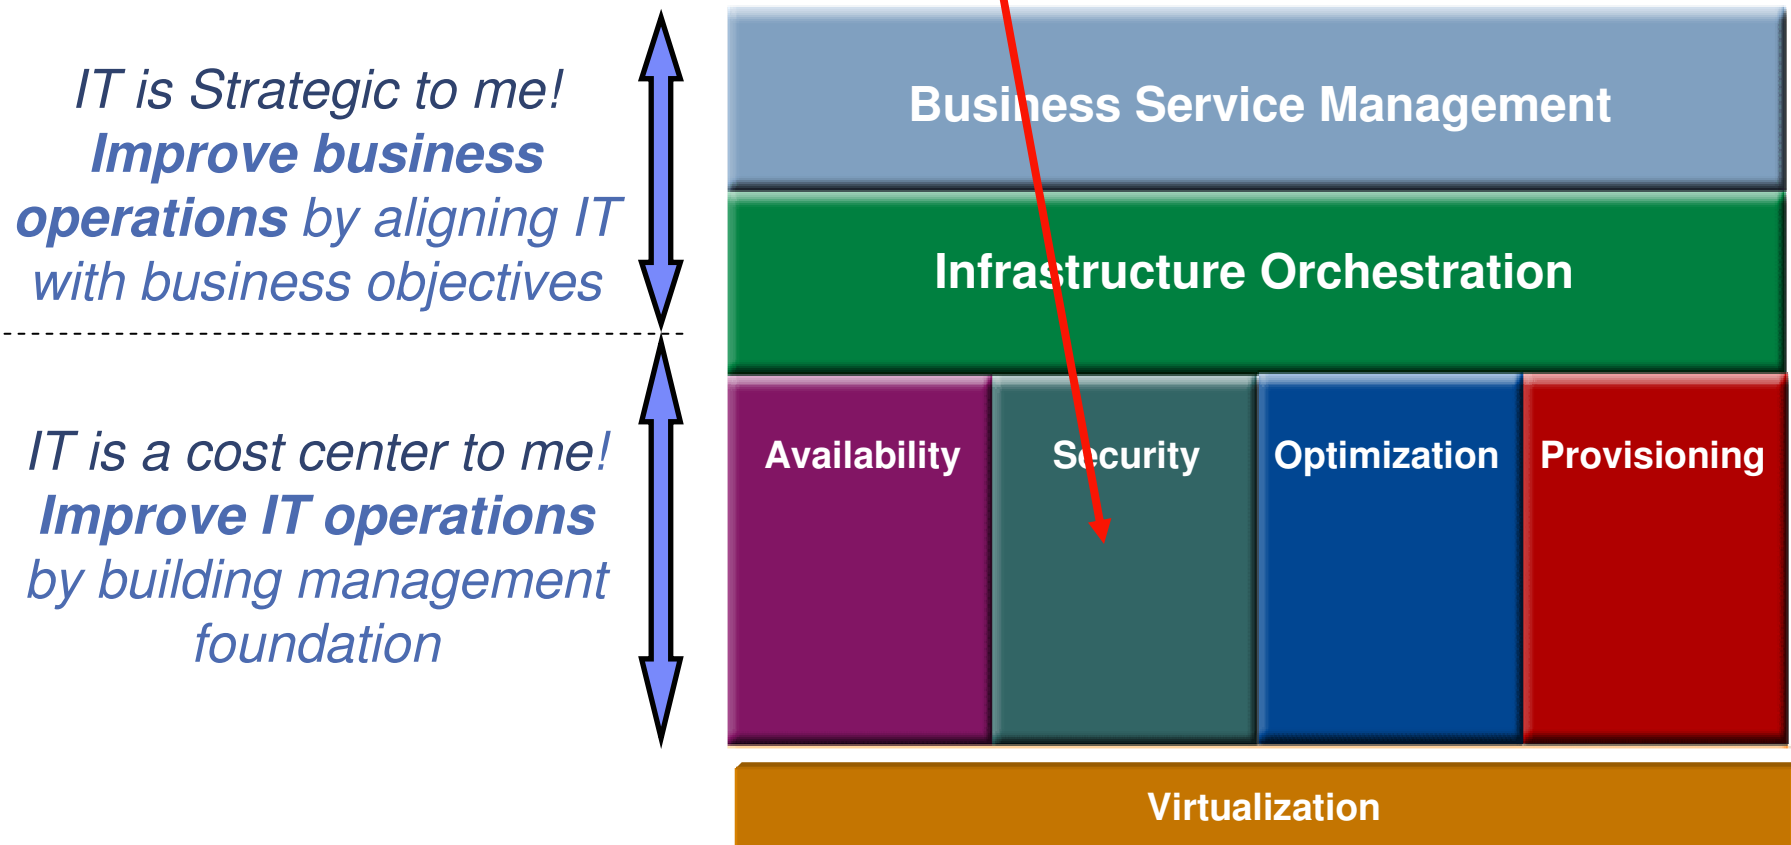 IT is Strategic to me!
Improve business
operations by aligning IT
with business objectives
IT is a cost center to me!
Improve IT operations
by building management
foundation
Business Service Management
Infrastructure Orchestration
Availability
Security
Optimization
Provisioning
Virtualization